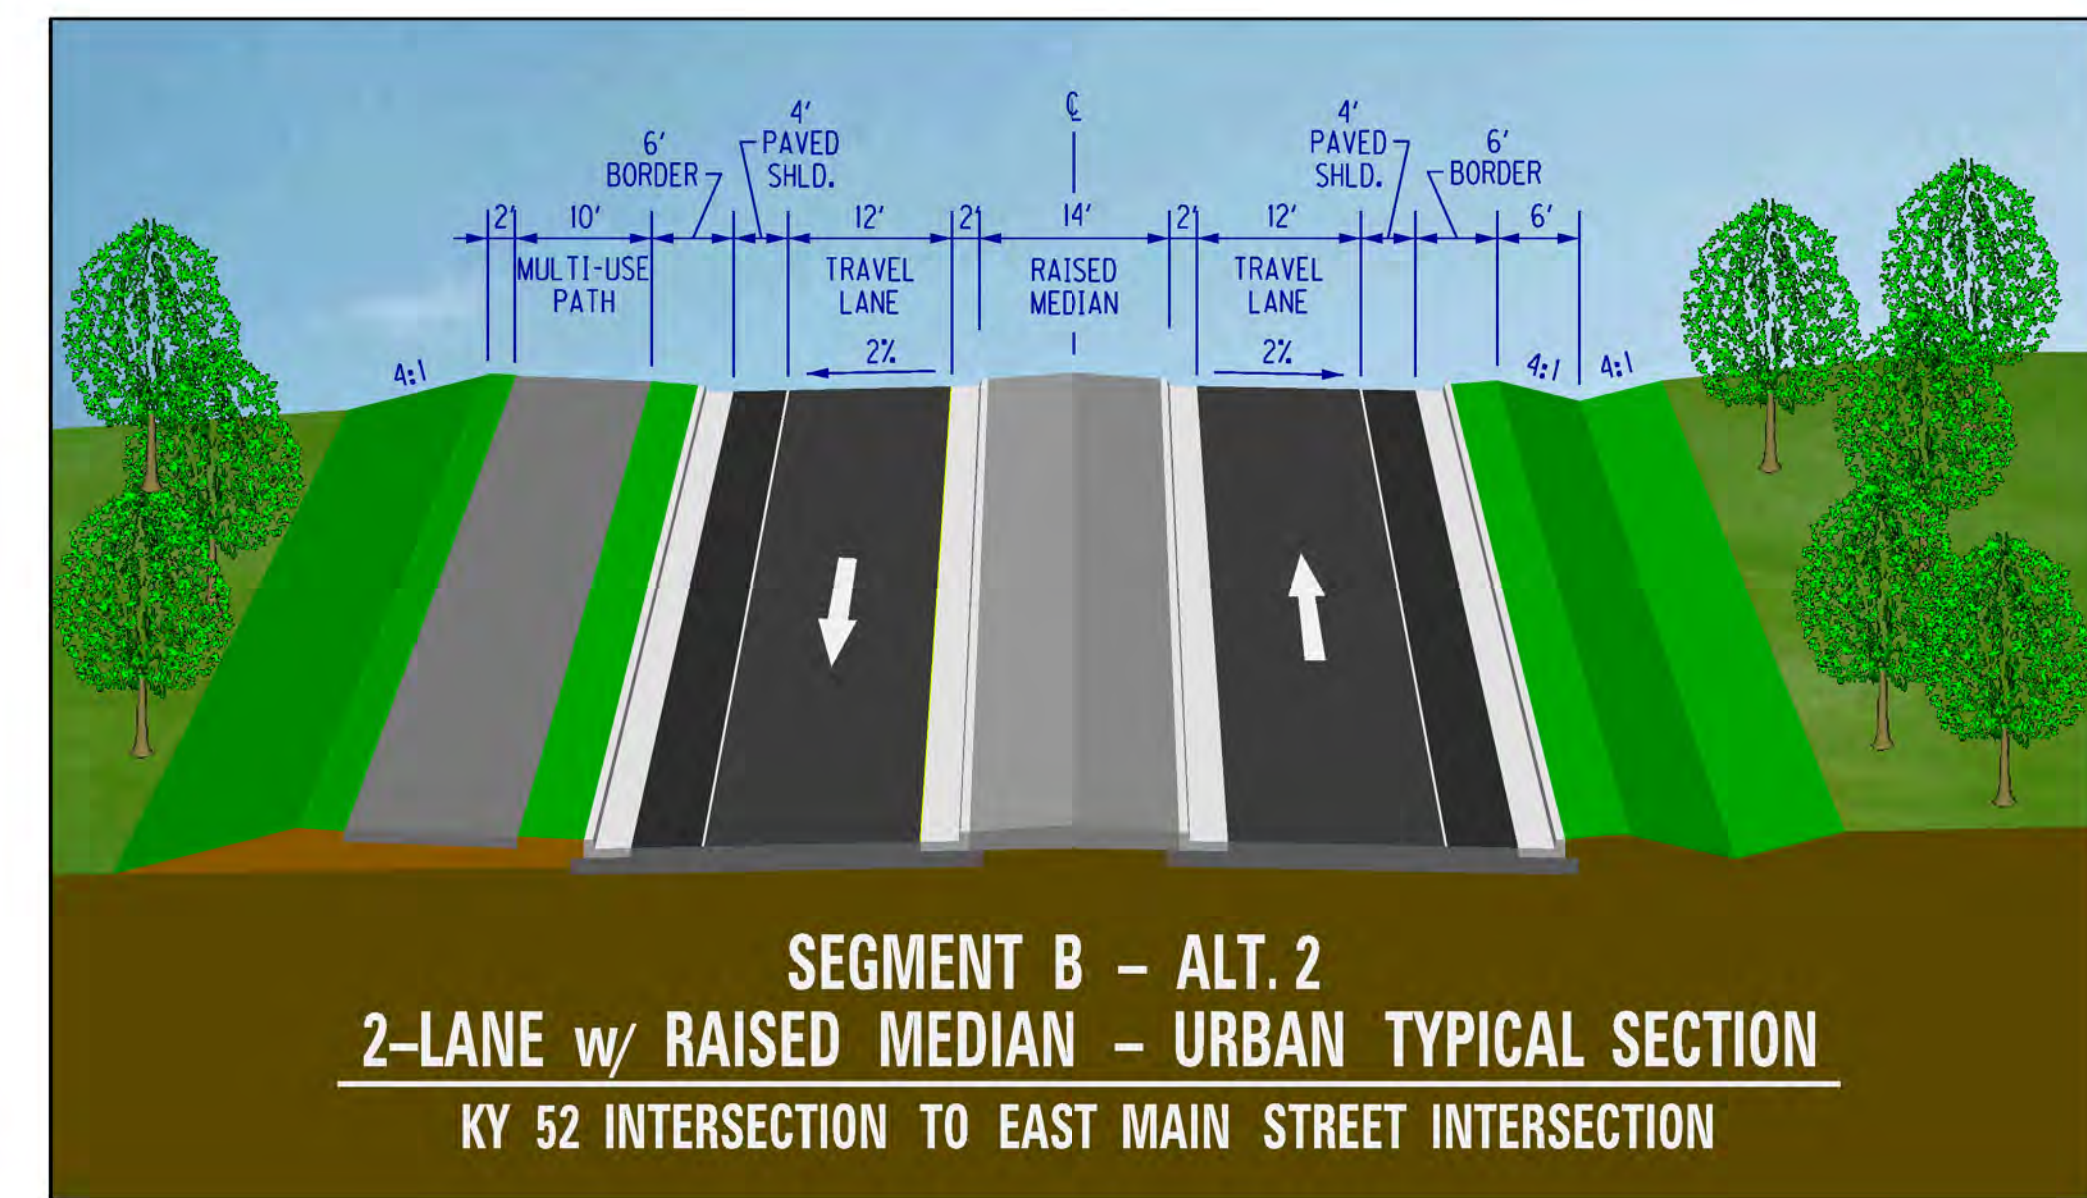 ℄
4'
PAVED
SHLD.
6'
BORDER
4'
PAVED
SHLD.
6'
BORDER
2' 10' 12' 2' 14' 2' 12' 6'
MULTI-USE
PATH
TRAVEL
LANE
RAISED
MEDIAN
TRAVEL
LANE
2%
2%
4:1
4:1
4:1
SEGMENT B – ALT. 2
2–LANE w/ RAISED MEDIAN – URBAN TYPICAL SECTION
KY 52 INTERSECTION TO EAST MAIN STREET INTERSECTION